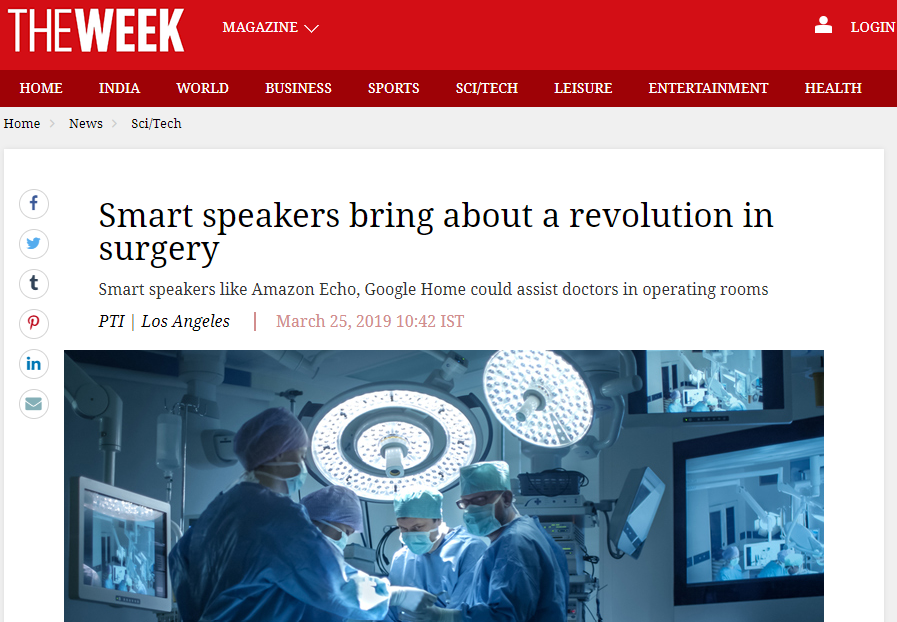 THE WEEK
MAGAZINE
LOGIN
HOME INDIA WORLD BUSINESS SPORTS SCI/TECH LEISURE ENTERTAINMENT HEALTH
Home News Sci/Tech
Smart speakers bring about a revolution in
surgery
Smart speakers like Amazon Echo, Google Home could assist doctors in operating rooms
PTI | Los Angeles | March 25, 2019 10:42 IST